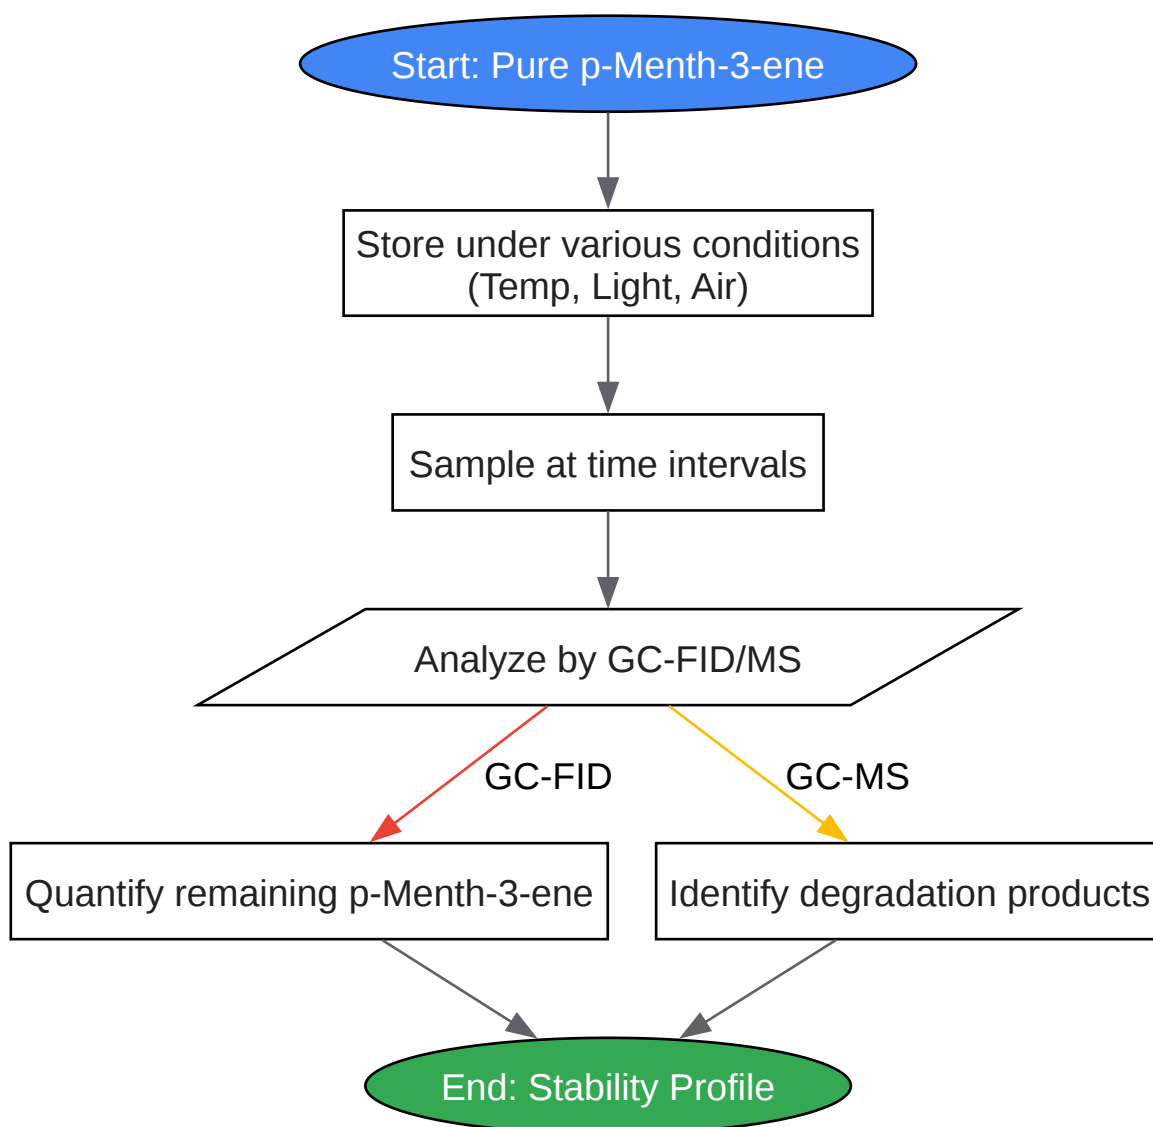 Start: Pure p-Menth-3-ene
Store under various conditions
(Temp, Light, Air)
Sample at time intervals
Analyze by GC-FID/MS
GC-FID
GC-MS
Quantify remaining p-Menth-3-ene
Identify degradation products
End: Stability Profile